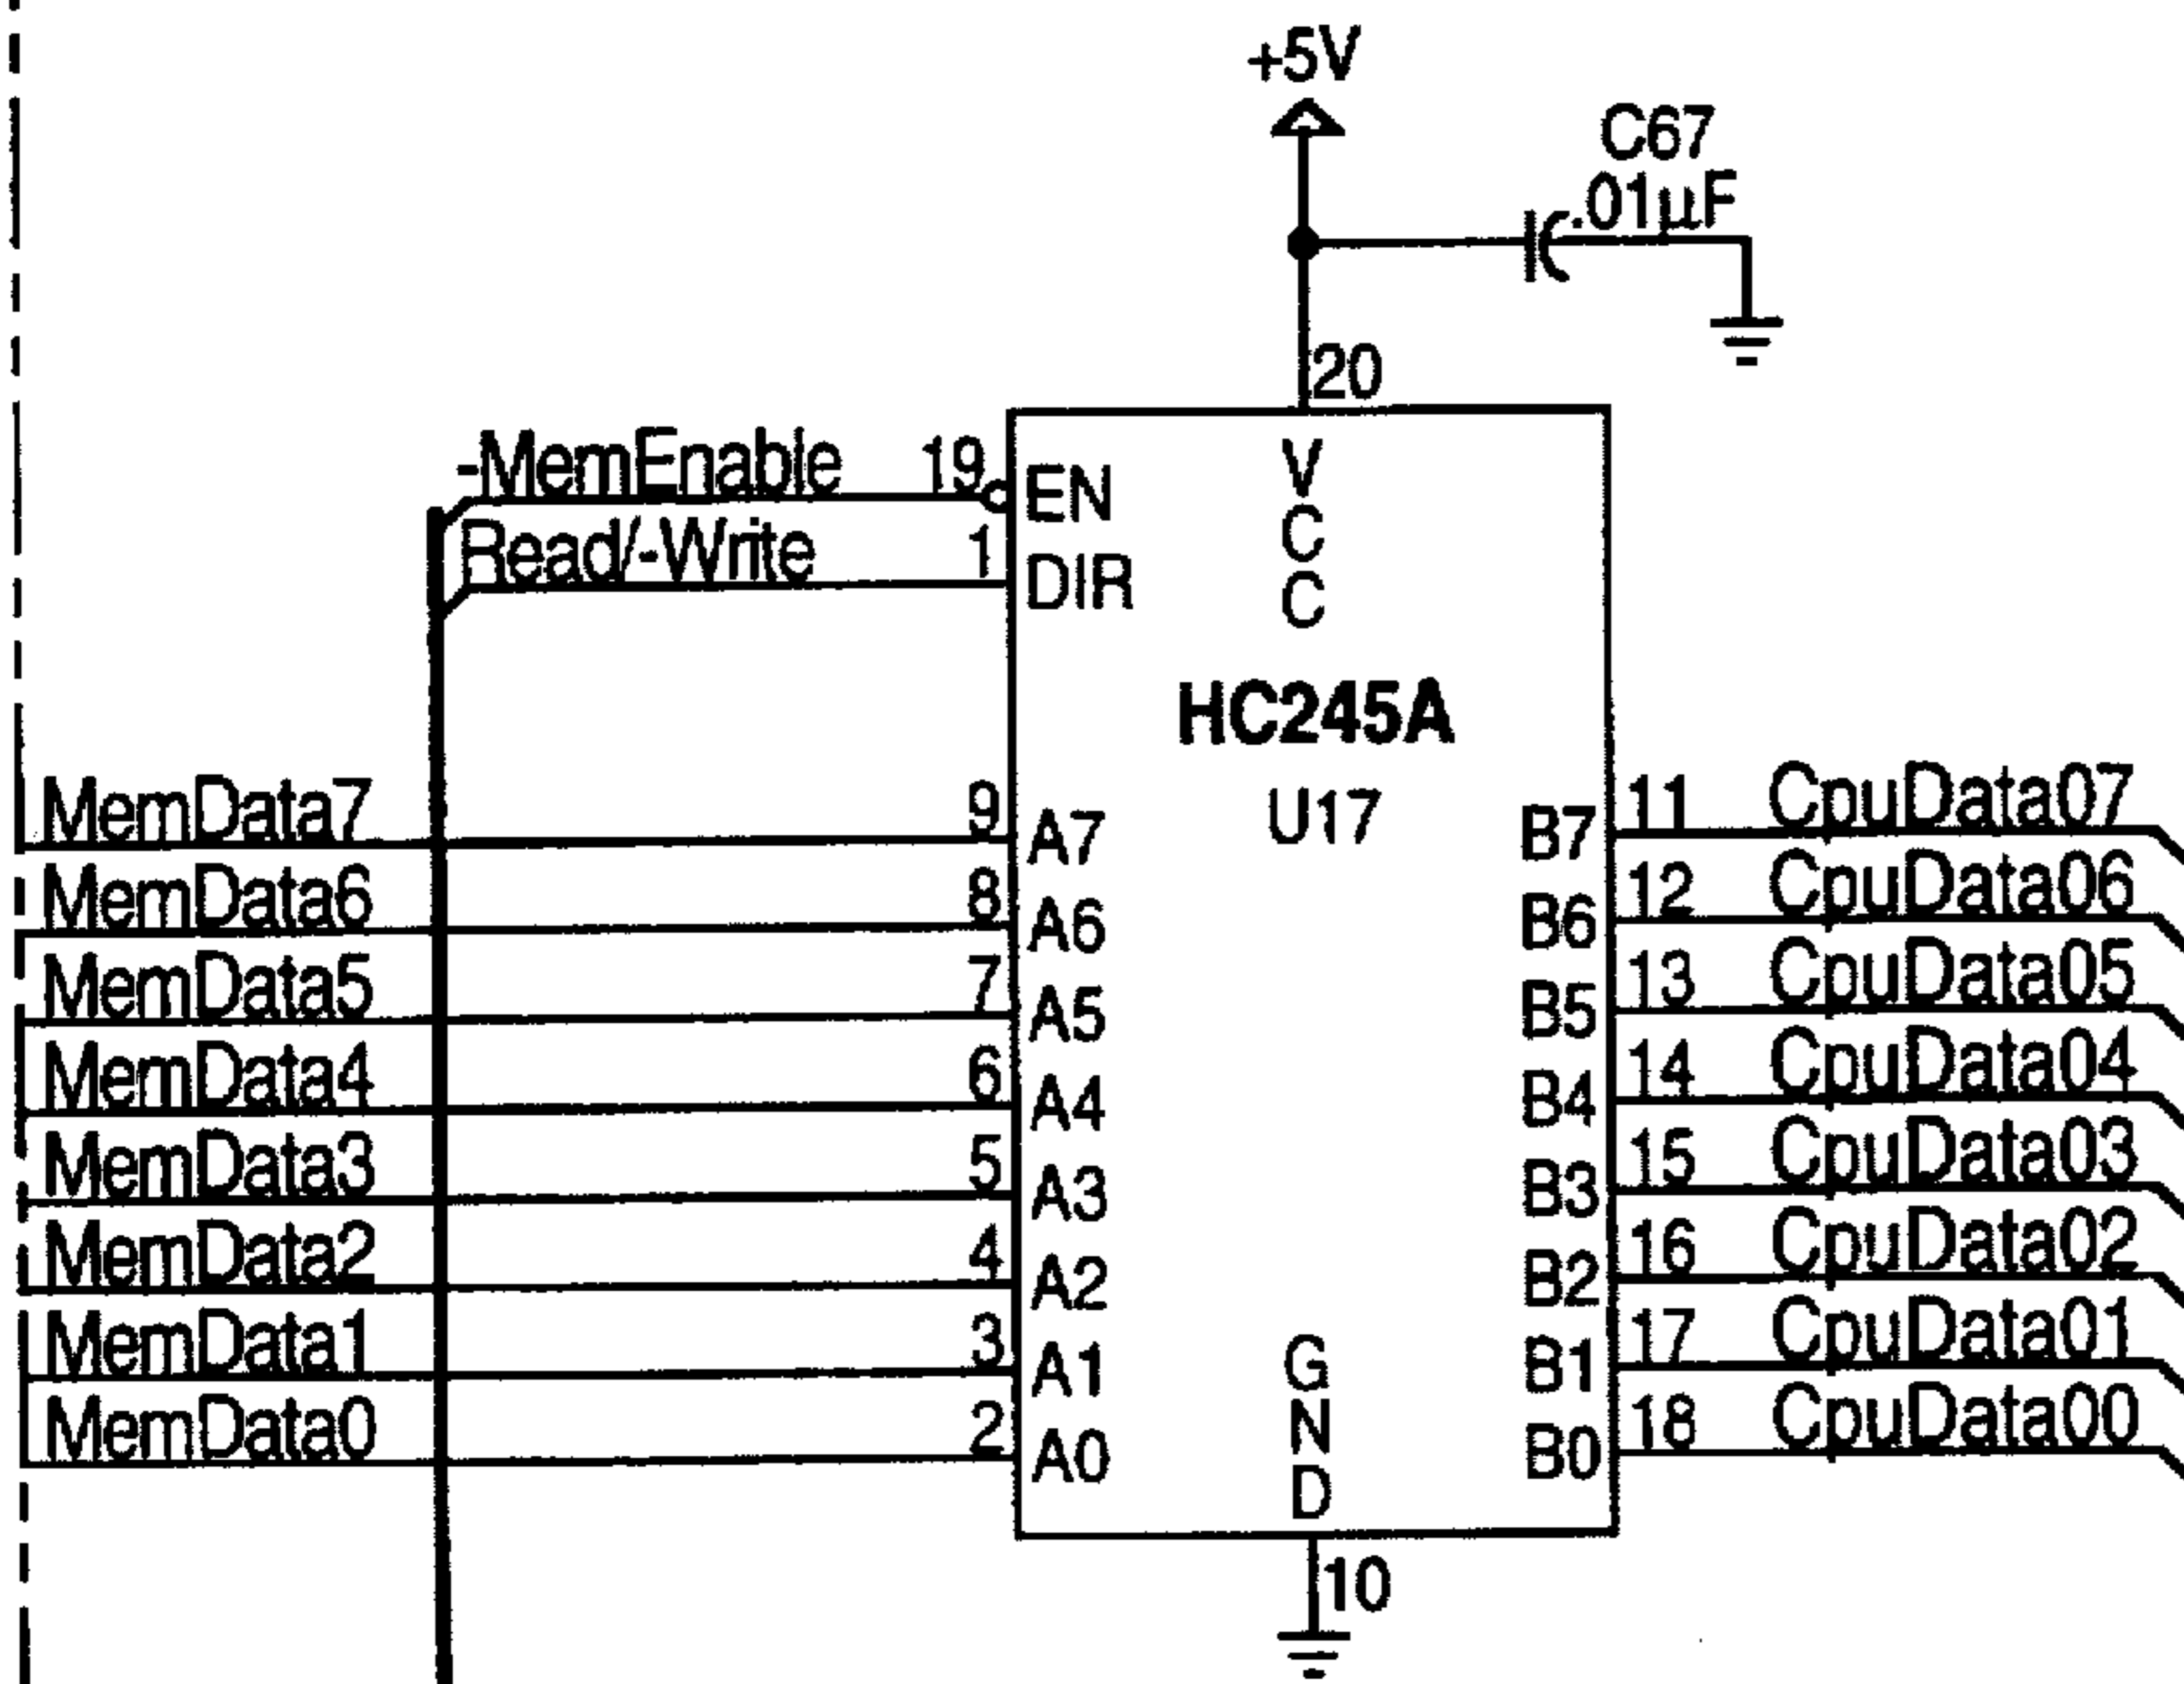 +5V
C67
.01µF
20
-MemEnable 19 EN
Read/-Write 1 DIR
VCC
HC245A
U17
MemData7 9 A7 B7 11 CpuData07
MemData6 8 A6 B6 12 CpuData06
MemData5 7 A5 B5 13 CpuData05
MemData4 6 A4 B4 14 CpuData04
MemData3 5 A3 B3 15 CpuData03
MemData2 4 A2 B2 16 CpuData02
MemData1 3 A1 B1 17 CpuData01
MemData0 2 A0 B0 18 CpuData00
GND
10